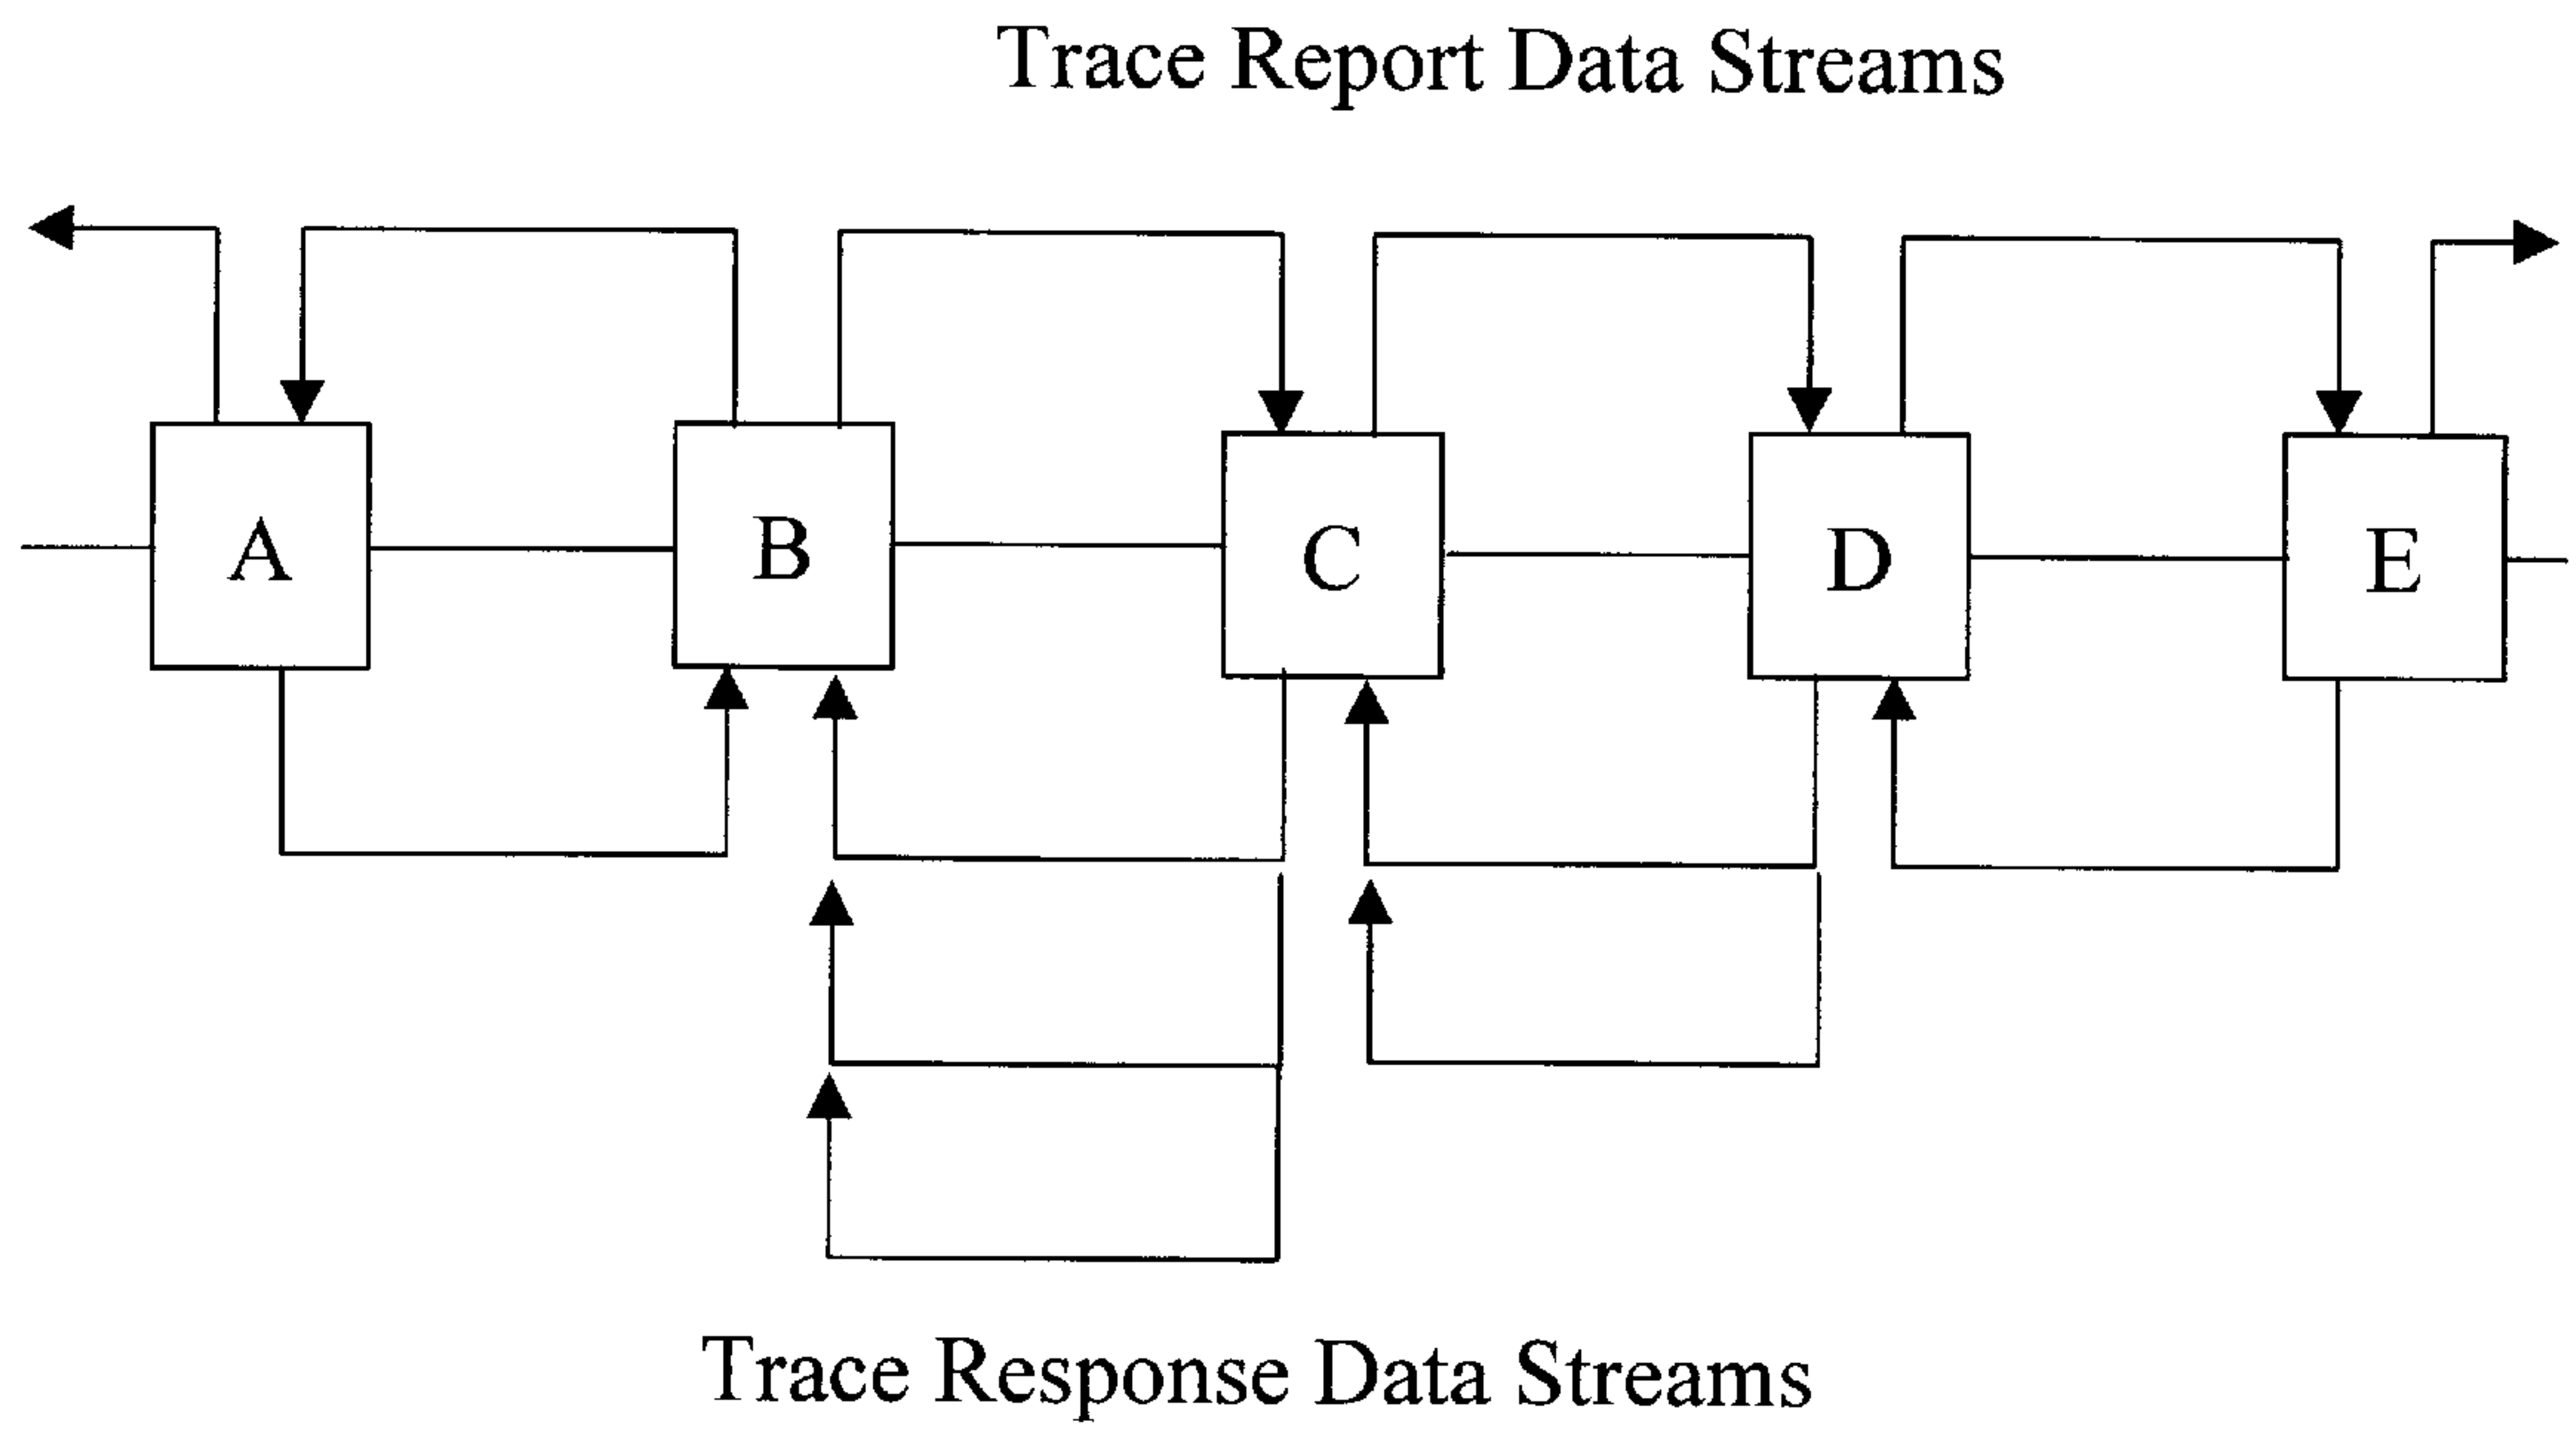 Trace Report Data Streams
A B C D E
Trace Response Data Streams